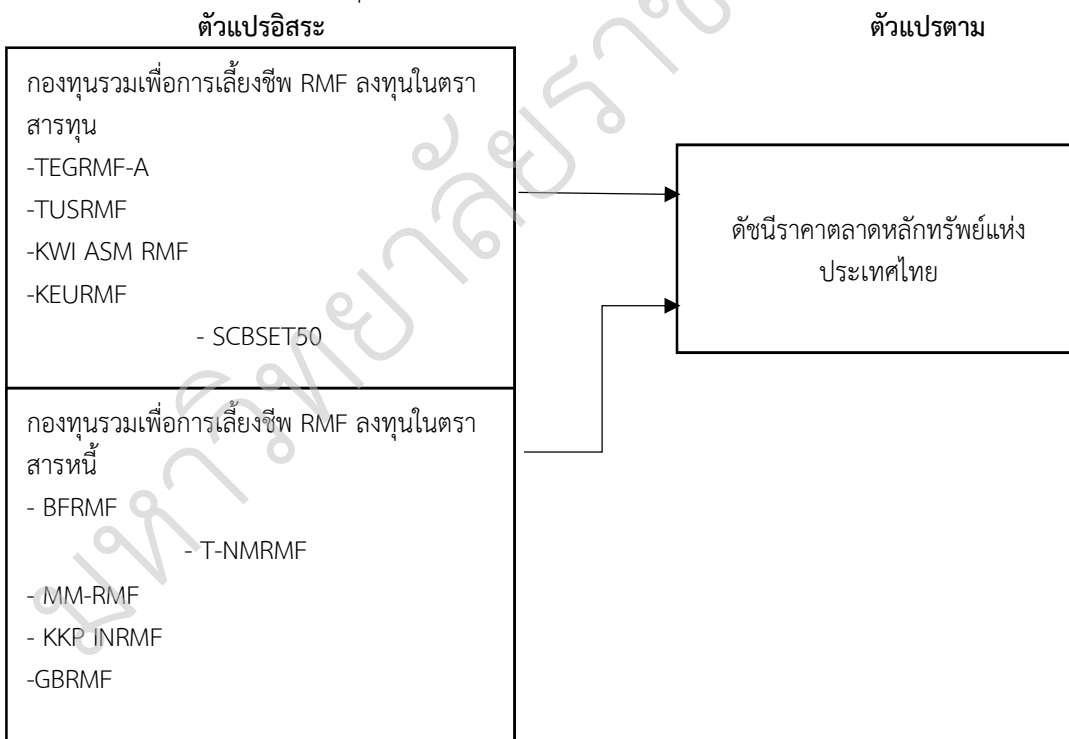 ตัวแปรอิสระ
ตัวแปรตาม
กองทุนรวมเพื่อการเลี้ยงชีพ RMF ลงทุนในตรา
สารทุน
-TEGRMF-A
-TUSRMF
-KWI ASM RMF
-KEURMF
- SCBSET50
ดัชนีราคาตลาดหลักทรัพย์แห่ง
ประเทศไทย
กองทุนรวมเพื่อการเลี้ยงชีพ RMF ลงทุนในตรา
สารหนี้
- BFRMF
- T-NMRMF
- MM-RMF
- KKP INRMF
-GBRMF